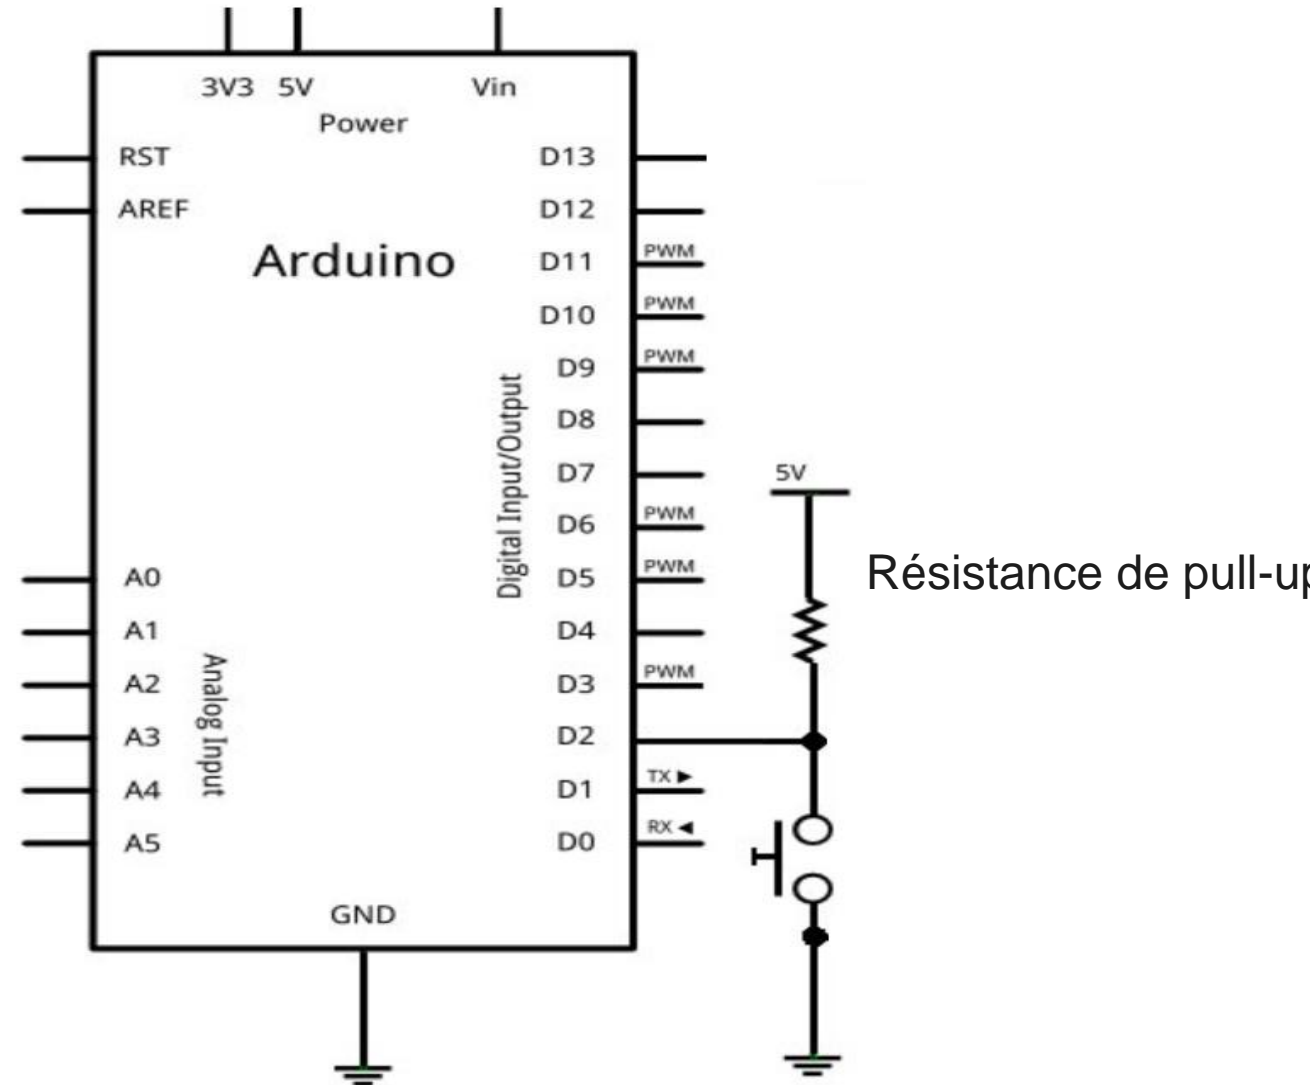 3V3 5V Vin
Power
RST
AREF
Arduino
A0
A1
A2
A3
A4
A5
Analog Input
GND
Digital Input/Output
D13
D12
D11 PWM
D10 PWM
D9 PWM
D8
D7
D6 PWM
D5 PWM
D4
D3 PWM
D2
D1 TX ►
D0 RX ◄
5V
Résistance de pull-up